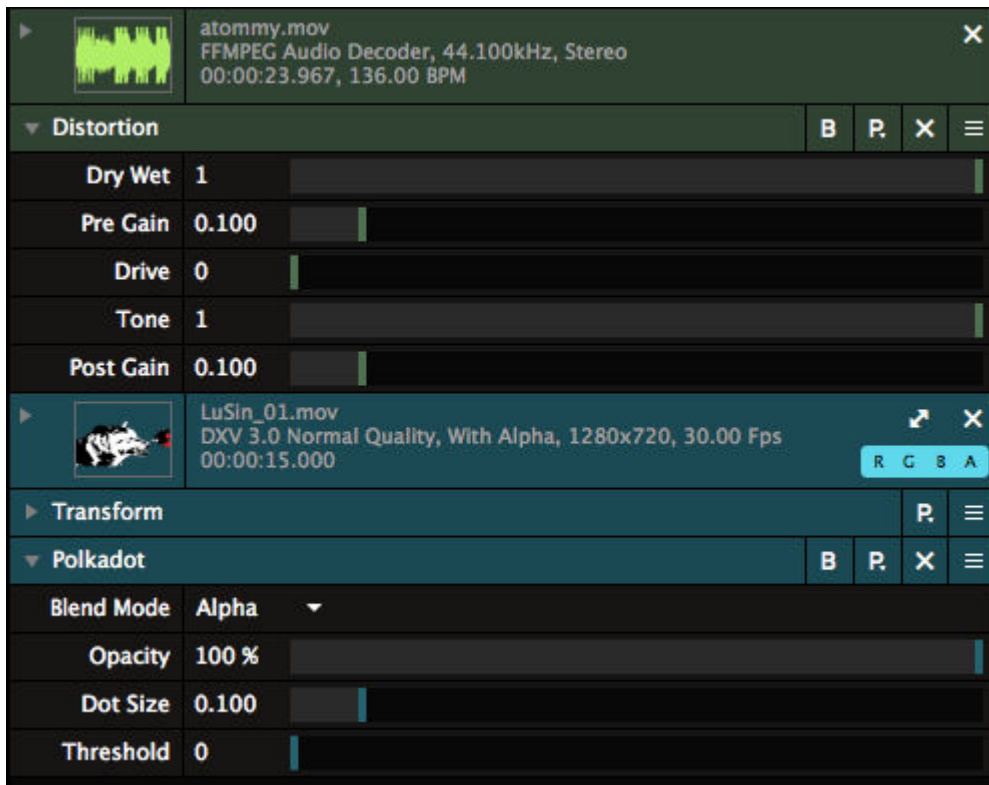 atommy.mov
FFMPEG Audio Decoder, 44.100kHz, Stereo
00:00:23.967, 136.00 BPM
Distortion B P.
Dry Wet 1
Pre Gain 0.100
Drive 0
Tone 1
Post Gain 0.100
LuSin_01.mov
DXV 3.0 Normal Quality, With Alpha, 1280x720, 30.00 Fps
00:00:15.000
R G B A
Transform P.
Polkadot B P.
Blend Mode Alpha
Opacity 100 %
Dot Size 0.100
Threshold 0